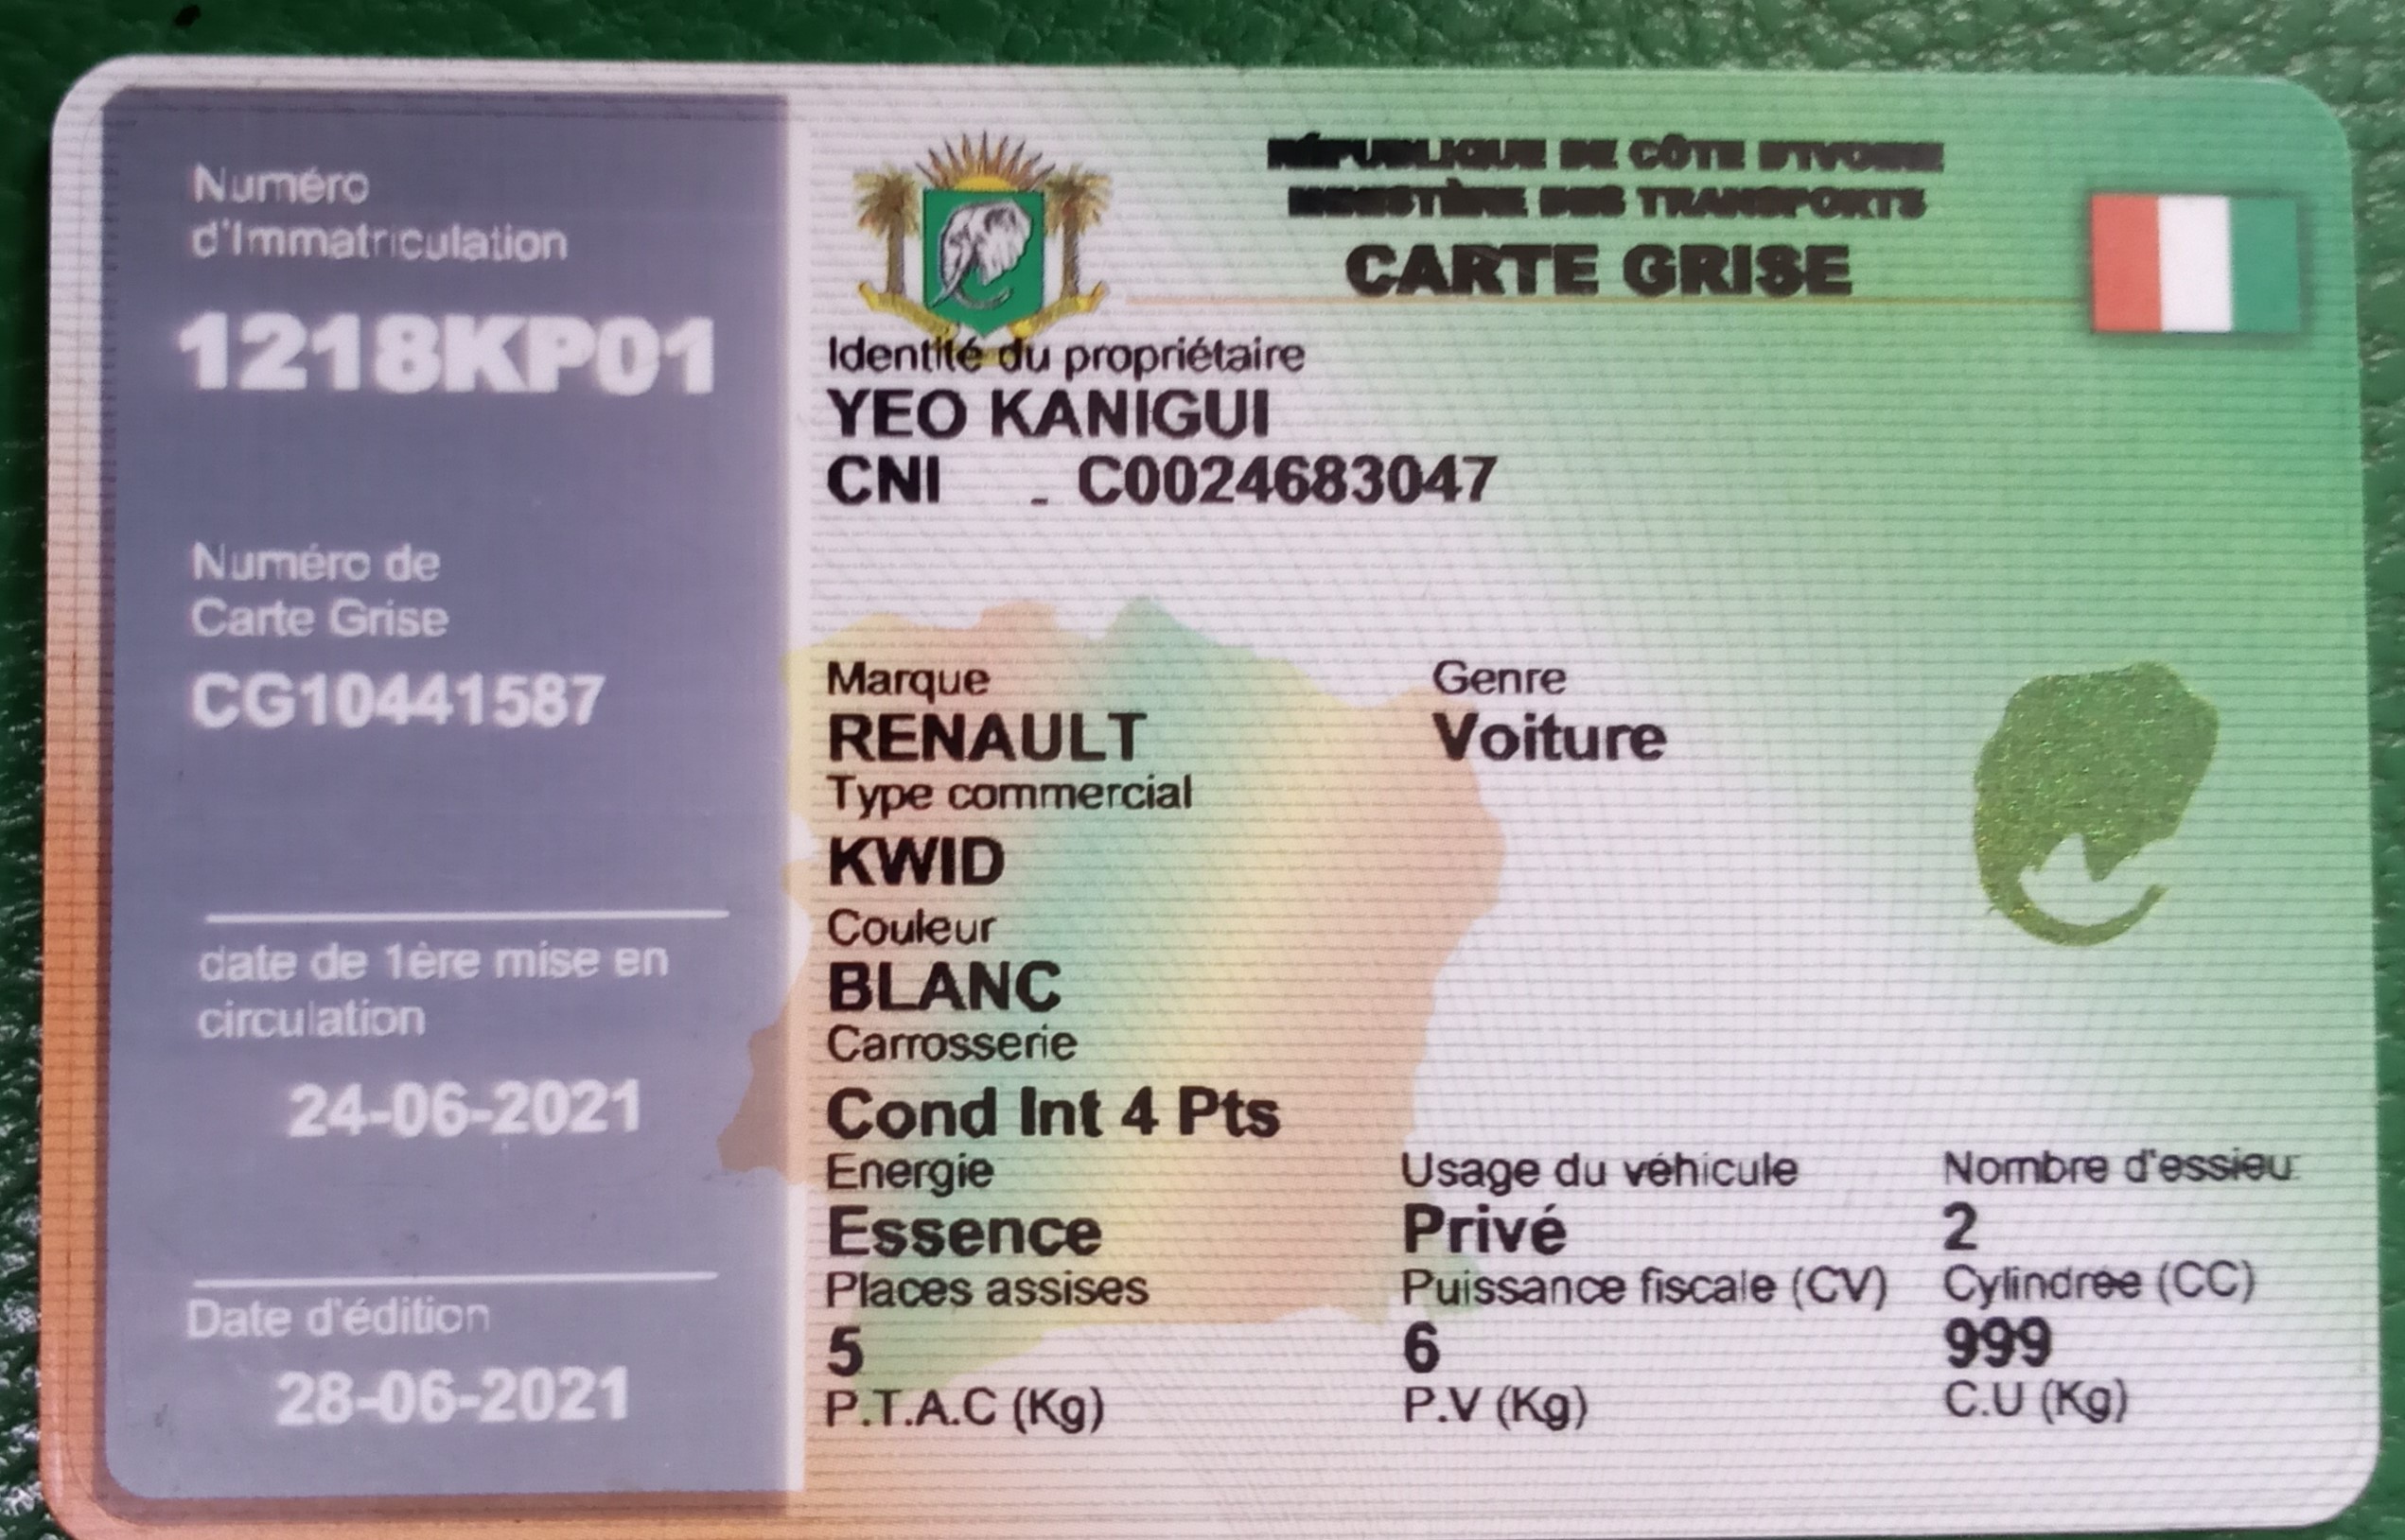 Numéro
d'Immatriculation
1218KP01
Numéro de
Carte Grise
CG10441587
date de 1ère mise en
circulation
24-06-2021
Date d'édition
28-06-2021
RÉPUBLIQUE DE CÔTE D'IVOIRE
MINISTÈRE DES TRANSPORTS
CARTE GRISE
Identité du propriétaire
YEO KANIGUI
CNI - C0024683047
Marque
RENAULT
Genre
Voiture
Type commercial
KWID
Couleur
BLANC
Carrosserie
Cond Int 4 Pts
Energie
Essence
Usage du véhicule
Privé
Nombre d'essieu
2
Places assises
5
Puissance fiscale (CV)
6
Cylindrée (CC)
999
P.T.A.C (Kg)
P.V (Kg)
C.U (Kg)